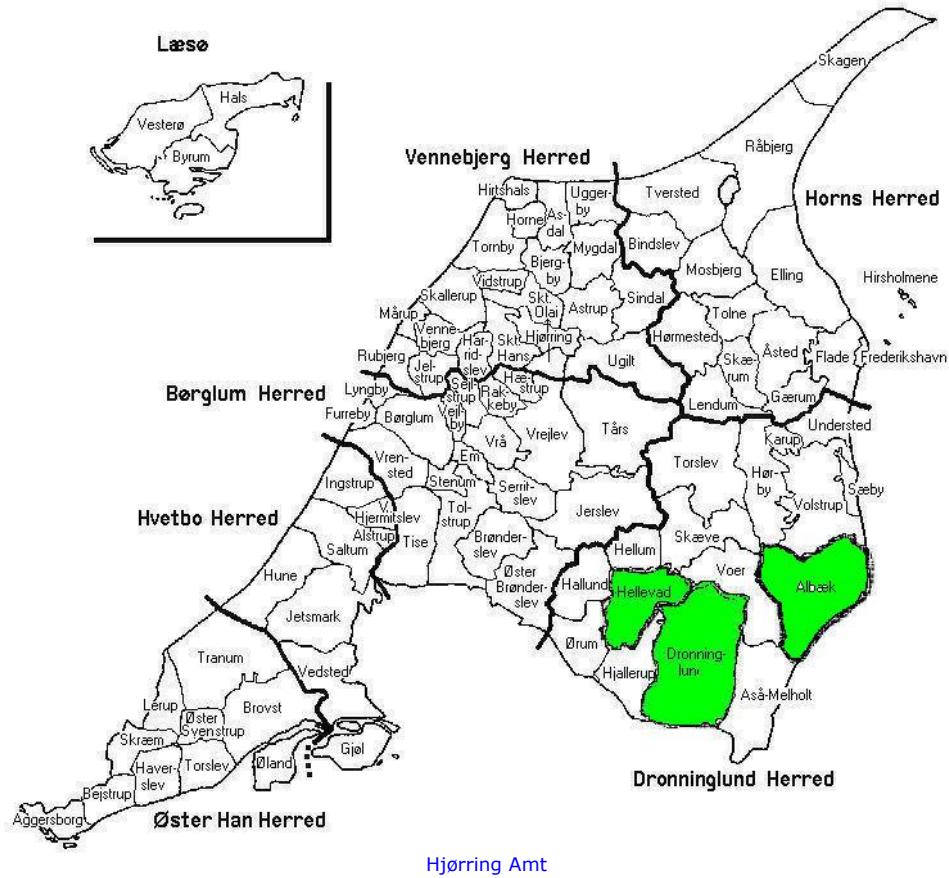 Læsø
Hals
Vesterø
Byrum
Skagen
Råbjerg
Vennebjerg Herred
Horns Herred
Hirtshals
Ugger-
by
Tversted
Horne
As-
dal
Tornby
Mygdal
Bindslev
Bjerg-
by
Mosbjerg
Elling
Hirsholmene
Vidstrup
Skallerup
Skt.
Olai
Astrup
Sindal
Tolne
Mårup
Venne-
bjerg
Hjørring
Hørmested
Rubjerg
Jel-
strup
Här-
rid-
slev
Skt.
Hans
Ugilt
Skæ-
rum
Åsted
Flade
Frederikshavn
Børglum Herred
Lyngby
Sejl-
strup
Hæ-
strup
Rak-
keby
Lendum
Gærum
Furreby
Børglum
Vejl-
by
Vrå
Vrejlev
Tårs
Understed
Karup
Vren-
sted
Em
Torslev
Hør-
by
Ingstrup
Stenum
Serrit-
slev
Sæby
Volstrup
Hvetbo Herred
V.
Hjermitslev
Tol-
strup
Jerslev
Alstrup
Saltum
Tise
Brønder-
slev
Skæve
Hellum
Voer
Hune
Øster
Brønder-
slev
Hallund
Hellevad
Albæk
Jetsmark
Ørum
Tranum
Vedsted
Hjallerup
Dronning-
lund
Lerup
Brovst
Aså-Melholt
Øster
Svenstrup
Skræm
Haver-
slev
Torslev
Øland
Gjøl
Bejstrup
Dronninglund Herred
Aggersborg
Øster Han Herred
Hjørring Amt